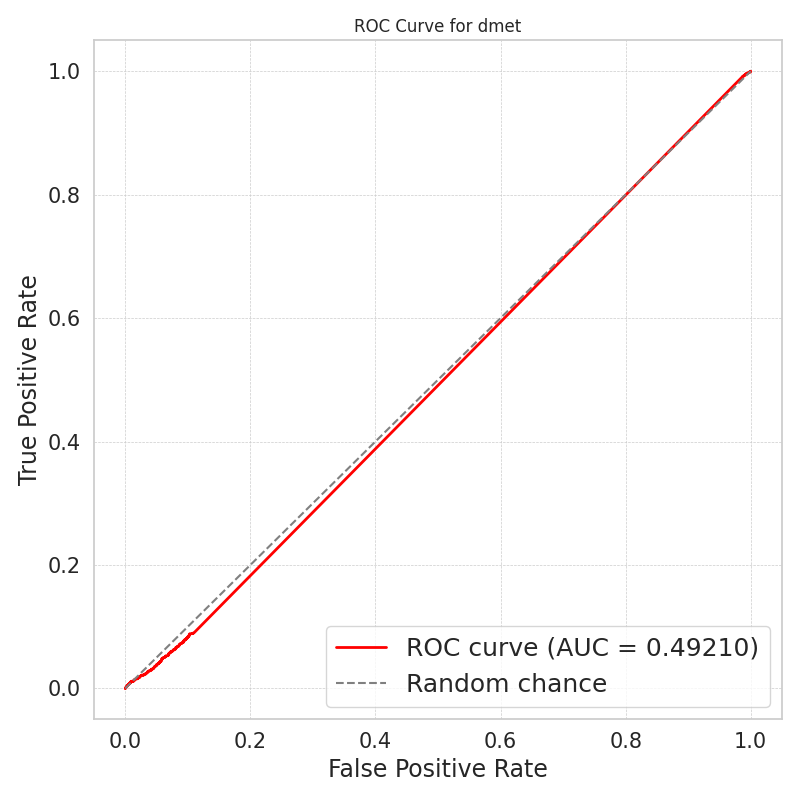 ROC Curve for dmet
True Positive Rate
1.0
0.8
0.6
0.4
0.2
0.0
ROC curve (AUC = 0.49210)
Random chance
0.0 0.2 0.4 0.6 0.8 1.0
False Positive Rate